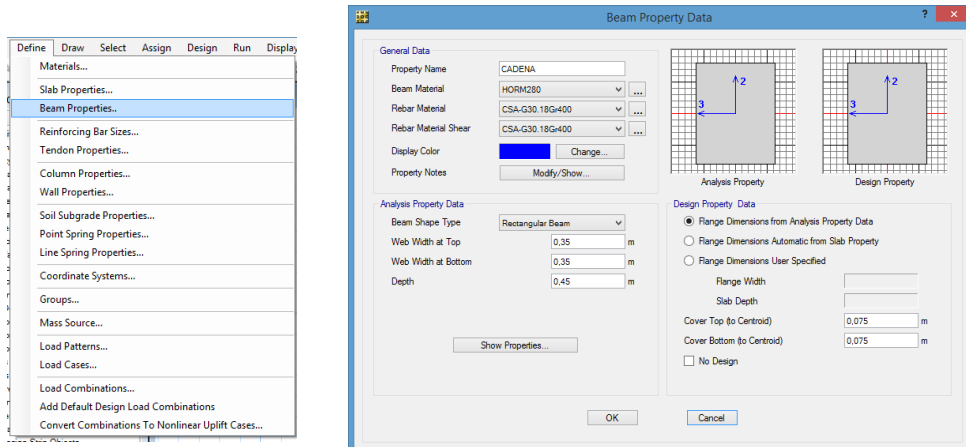 Define Draw Select Assign Design Run Display
Materials...
Slab Properties...
Beam Properties..
Reinforcing Bar Sizes...
Tendon Properties...
Column Properties...
Wall Properties...
Soil Subgrade Properties...
Point Spring Properties...
Line Spring Properties...
Coordinate Systems...
Groups...
Mass Source...
Load Patterns...
Load Cases...
Load Combinations...
Add Default Design Load Combinations
Convert Combinations To Nonlinear Uplift Cases...
Beam Property Data
?
General Data
Property Name CADENA
Beam Material HORM280 ...
Rebar Material CSA-G30.18Gr400 ...
Rebar Material Shear CSA-G30.18Gr400 ...
Display Color Change...
Property Notes Modify/Show...
2
3
Analysis Property
2
3
Design Property
Analysis Property Data
Beam Shape Type Rectangular Beam
Web Width at Top 0,35 m
Web Width at Bottom 0,35 m
Depth 0,45 m
Show Properties...
Design Property Data
Flange Dimensions from Analysis Property Data
Flange Dimensions Automatic from Slab Property
Flange Dimensions User Specified
Flange Width
Slab Depth
Cover Top (to Centroid) 0,075 m
Cover Bottom (to Centroid) 0,075 m
No Design
OK Cancel